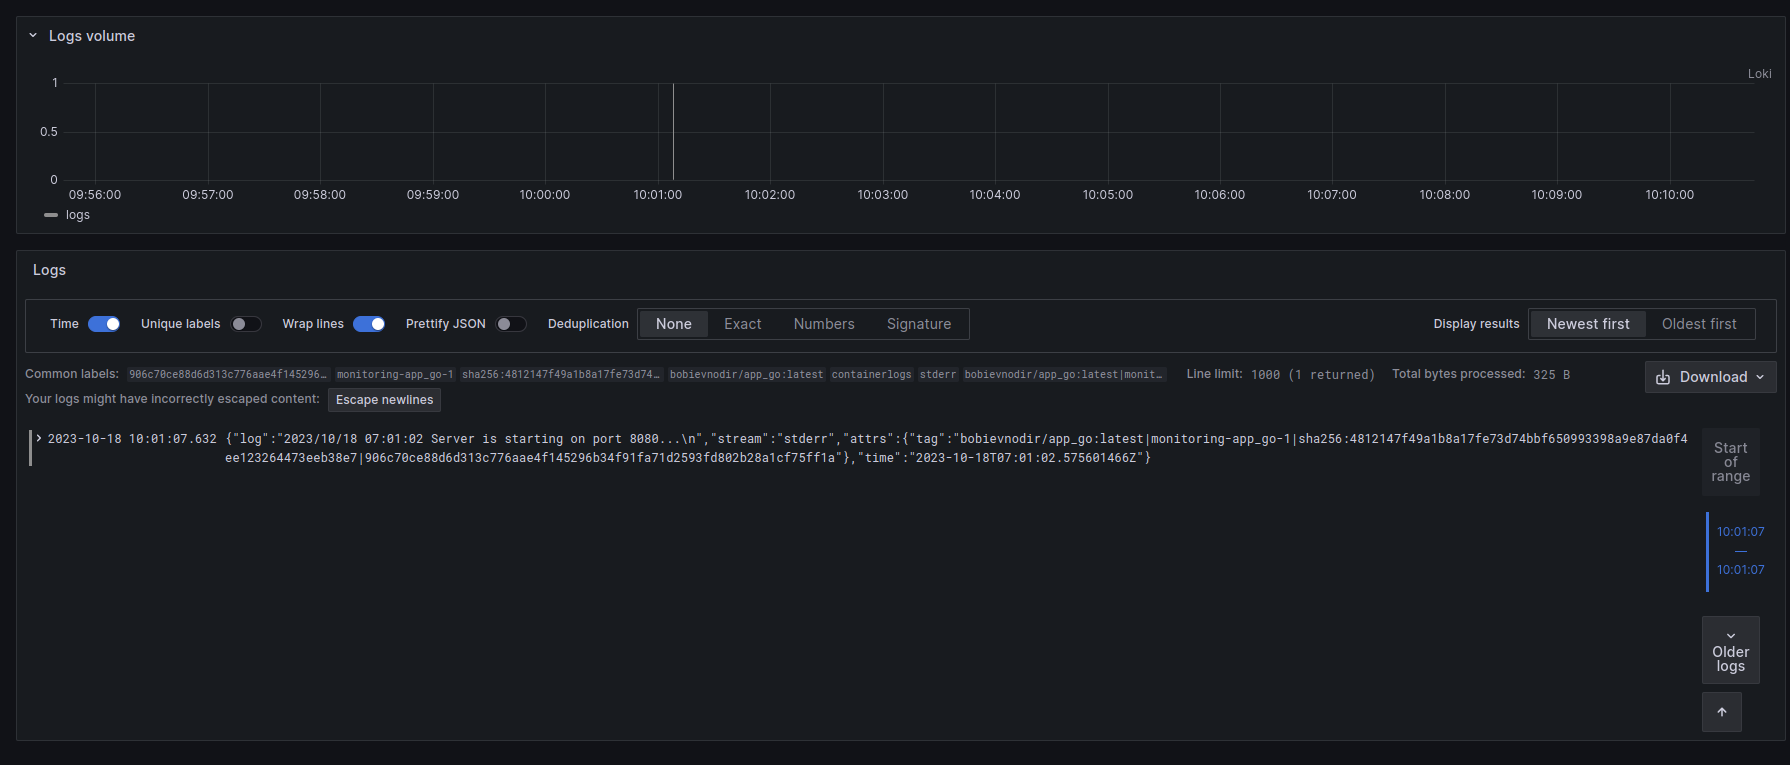 Logs volume
Loki
1
0.5
0
09:56:00 09:57:00 09:58:00 09:59:00 10:00:00 10:01:00 10:02:00 10:03:00 10:04:00 10:05:00 10:06:00 10:07:00 10:08:00 10:09:00 10:10:00
logs
Logs
Time Unique labels Wrap lines Prettify JSON Deduplication None Exact Numbers Signature Display results Newest first Oldest first
Common labels: 906c70ce88d6d313c776aae4f145296… monitoring-app_go-1 sha256:4812147f49a1b8a17fe73d74… bobievnodir/app_go:latest containerlogs stderr bobievnodir/app_go:latest|monit… Line limit: 1000 (1 returned) Total bytes processed: 325 B Download
Your logs might have incorrectly escaped content: Escape newlines
2023-10-18 10:01:07.632 {"log":"2023/10/18 07:01:02 Server is starting on port 8080...\n","stream":"stderr","attrs":{"tag":"bobievnodir/app_go:latest|monitoring-app_go-1|sha256:4812147f49a1b8a17fe73d74bbf650993398a9e87da0f4
ee123264473eeb38e7|906c70ce88d6d313c776aae4f145296b34f91fa71d2593fd802b28a1cf75ff1a"},"time":"2023-10-18T07:01:02.575601466Z"}
Start
of
range
10:01:07
—
10:01:07
Older
logs